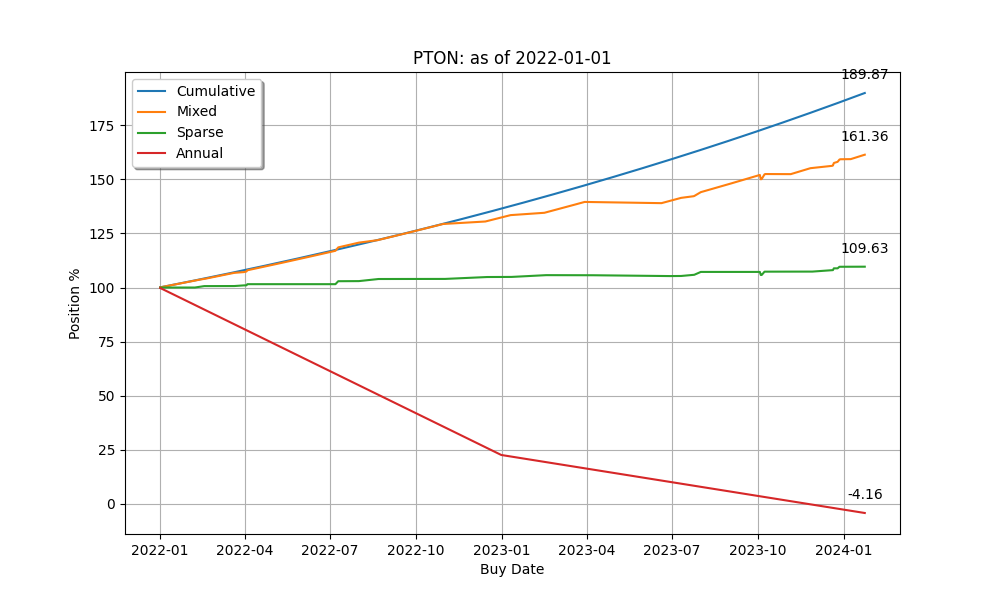 PTON: as of 2022-01-01
Cumulative
Mixed
Sparse
Annual
189.87
161.36
109.63
-4.16
175
150
125
100
75
50
25
0
Position %
2022-01 2022-04 2022-07 2022-10 2023-01 2023-04 2023-07 2023-10 2024-01
Buy Date